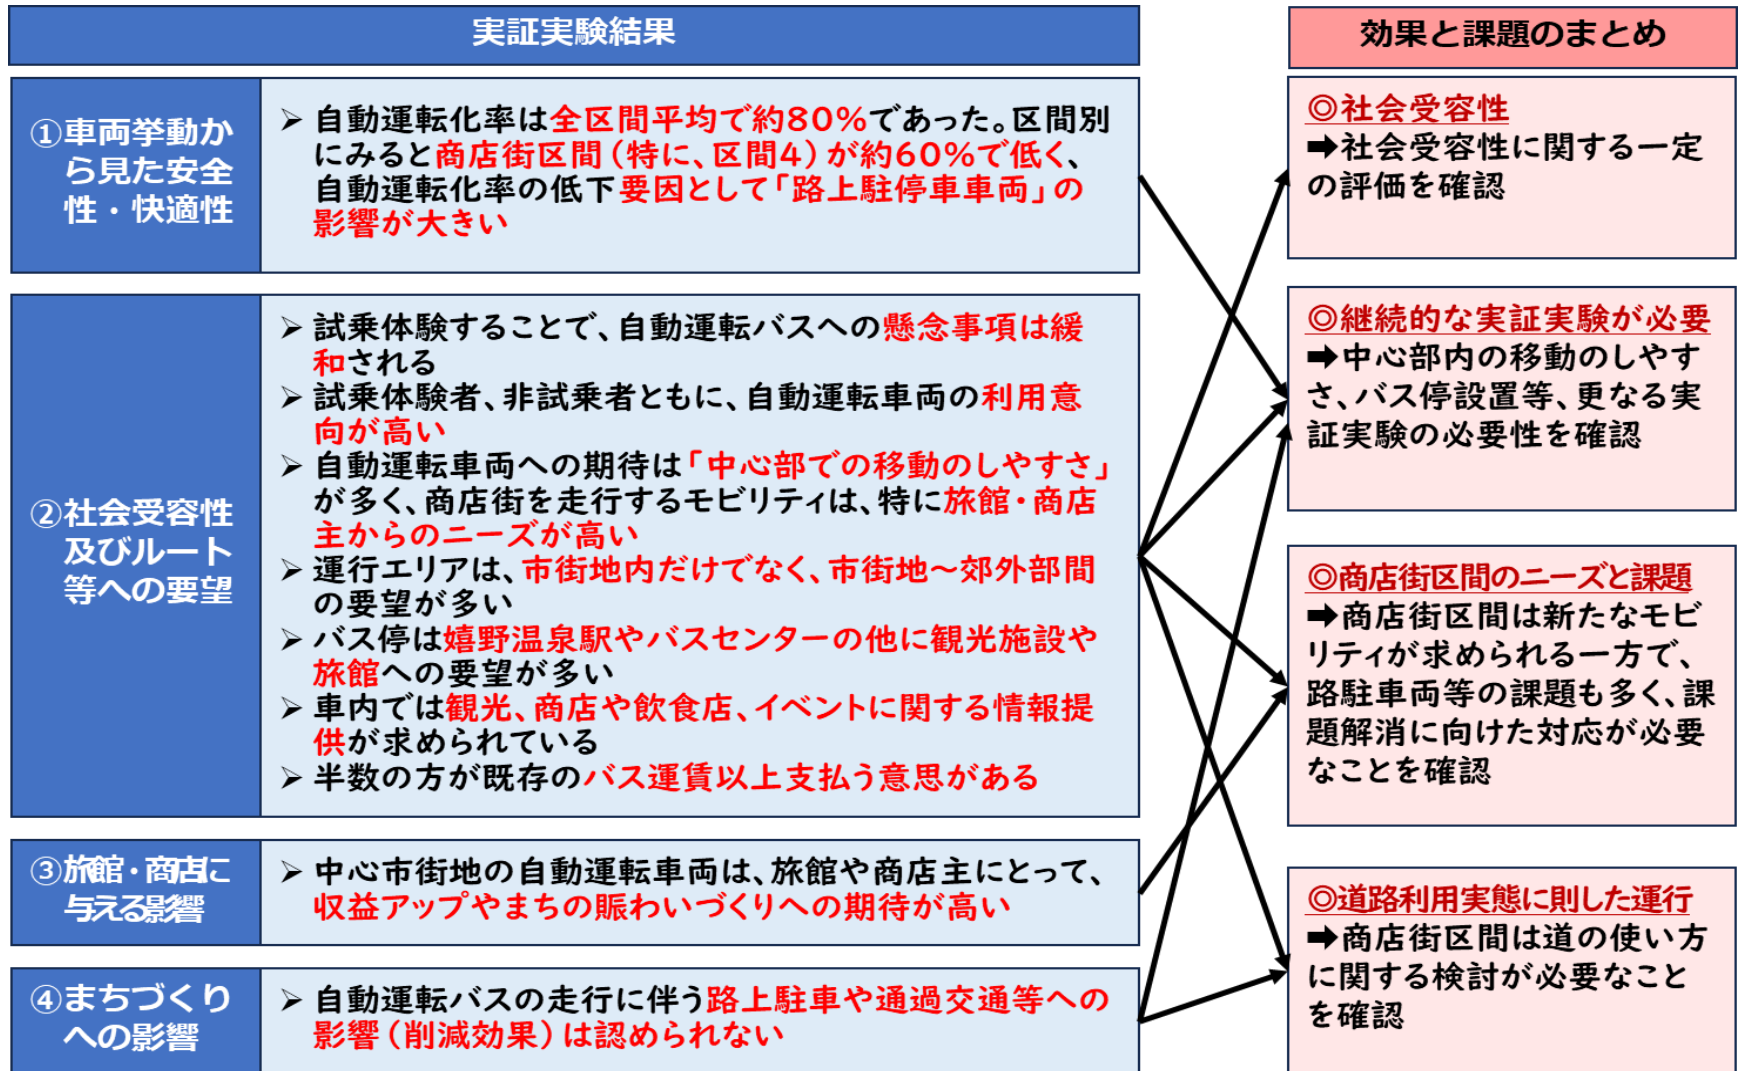 実証実験結果
効果と課題のまとめ
①車両挙動か
ら見た安全
性・快適性
➢ 自動運転化率は全区間平均で約80%であった。区間別
にみると商店街区間（特に、区間4）が約60%で低く、
自動運転化率の低下要因として「路上駐停車車両」の
影響が大きい
②社会受容性
及びルート
等への要望
➢ 試乗体験することで、自動運転バスへの懸念事項は緩
和される
➢ 試乗体験者、非試乗者ともに、自動運転車両の利用意
向が高い
➢ 自動運転車両への期待は「中心部での移動のしやすさ」
が多く、商店街を走行するモビリティは、特に旅館・商店
主からのニーズが高い
➢ 運行エリアは、市街地内だけでなく、市街地～郊外部間
の要望が多い
➢ バス停は嬉野温泉駅やバスセンターの他に観光施設や
旅館への要望が多い
➢ 車内では観光、商店や飲食店、イベントに関する情報提
供が求められている
➢ 半数の方が既存のバス運賃以上支払う意思がある
③旅館・商店に
与える影響
➢ 中心市街地の自動運転車両は、旅館や商店主にとって、
収益アップやまちの賑わいづくりへの期待が高い
④まちづくり
への影響
➢ 自動運転バスの走行に伴う路上駐車や通過交通等への
影響（削減効果）は認められない
◎社会受容性
➡社会受容性に関する一定
の評価を確認
◎継続的な実証実験が必要
➡中心部内の移動のしやす
さ、バス停設置等、更なる実
証実験の必要性を確認
◎商店街区間のニーズと課題
➡商店街区間は新たなモビ
リティが求められる一方で、
路駐車両等の課題も多く、課
題解消に向けた対応が必要
なことを確認
◎道路利用実態に則した運行
➡商店街区間は道の使い方
に関する検討が必要なこと
を確認